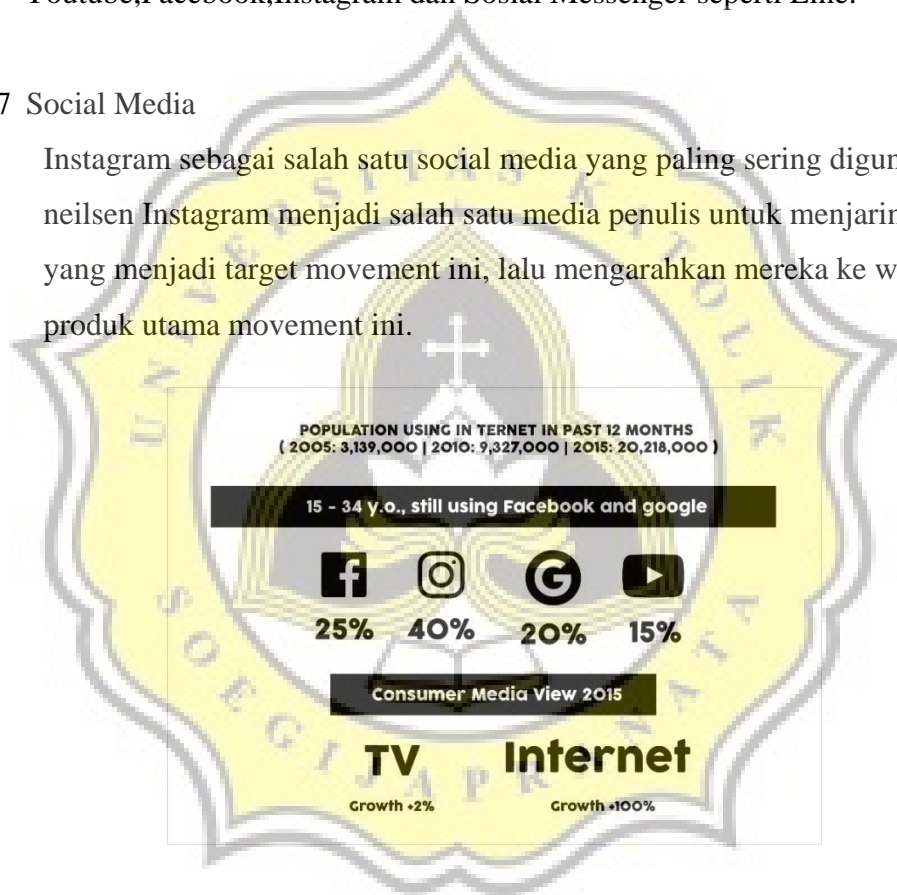 Youtube,Facebook,Instagram dan Sosial Messenger seperti Line.
7 Social Media
Instagram sebagai salah satu social media yang paling sering digun
neilsen Instagram menjadi salah satu media penulis untuk menjarin
yang menjadi target movement ini, lalu mengarahkan mereka ke w
produk utama movement ini.
UNIVERSITAS KATOLIK
POPULATION USING IN TERNET IN PAST 12 MONTHS
( 2005: 3,139,000 | 2010: 9,327,000 | 2015: 20,218,000 )
15 - 34 y.o., still using Facebook and google
25% 40% 20% 15%
Consumer Media View 2015
TV Internet
Growth +2% Growth +100%
SOEGIJAPRANATA